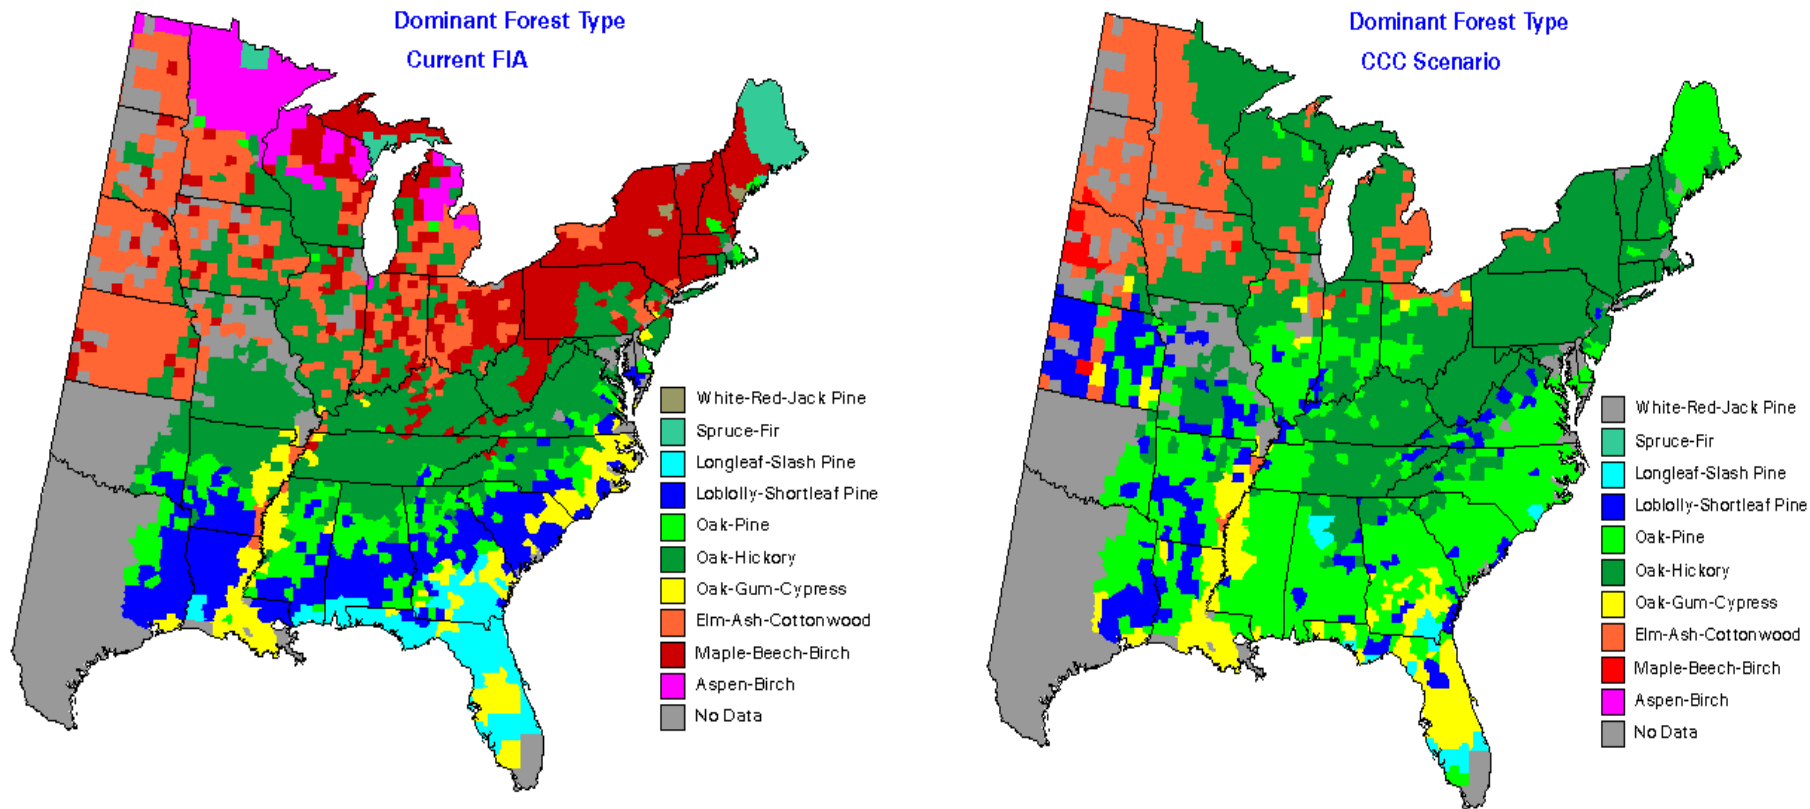 Dominant Forest Type
Current FIA
White-Red-Jack Pine
Spruce-Fir
Longleaf-Slash Pine
Loblolly-Shortleaf Pine
Oak-Pine
Oak-Hickory
Oak-Gum-Cypress
Elm-Ash-Cottonwood
Maple-Beech-Birch
Aspen-Birch
No Data
Dominant Forest Type
CCC Scenario
White-Red-Jack Pine
Spruce-Fir
Longleaf-Slash Pine
Loblolly-Shortleaf Pine
Oak-Pine
Oak-Hickory
Oak-Gum-Cypress
Elm-Ash-Cottonwood
Maple-Beech-Birch
Aspen-Birch
No Data